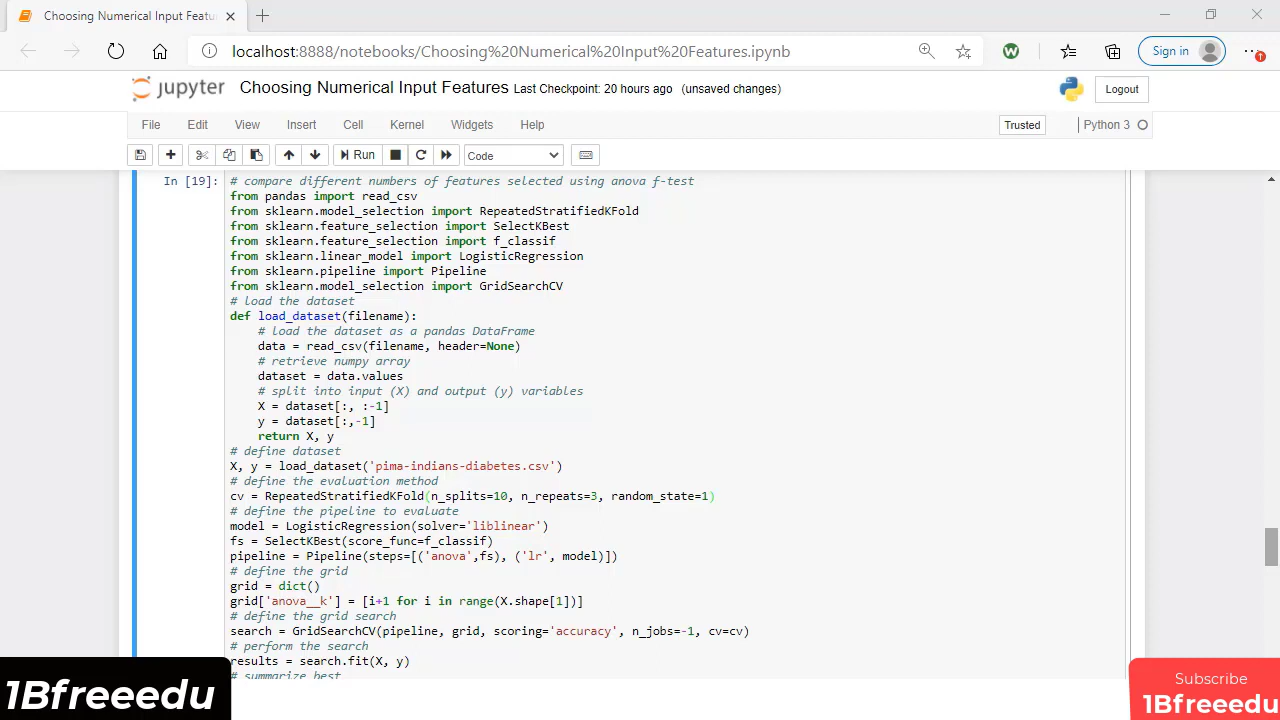 Choosing Numerical Input Featu
localhost:8888/notebooks/Choosing%20Numerical%20Input%20Features.ipynb
W
Sign in
jupyter Choosing Numerical Input Features Last Checkpoint: 20 hours ago (unsaved changes)
Logout
File Edit View Insert Cell Kernel Widgets Help
Trusted
Python 3
Run
Code
In [19]:
# compare different numbers of features selected using anova f-test
from pandas import read_csv
from sklearn.model_selection import RepeatedStratifiedKFold
from sklearn.feature_selection import SelectKBest
from sklearn.feature_selection import f_classif
from sklearn.linear_model import LogisticRegression
from sklearn.pipeline import Pipeline
from sklearn.model_selection import GridSearchCV
# load the dataset
def load_dataset(filename):
    # load the dataset as a pandas DataFrame
    data = read_csv(filename, header=None)
    # retrieve numpy array
    dataset = data.values
    # split into input (X) and output (y) variables
    X = dataset[:, :-1]
    y = dataset[:,-1]
    return X, y
# define dataset
X, y = load_dataset('pima-indians-diabetes.csv')
# define the evaluation method
cv = RepeatedStratifiedKFold(n_splits=10, n_repeats=3, random_state=1)
# define the pipeline to evaluate
model = LogisticRegression(solver='liblinear')
fs = SelectKBest(score_func=f_classif)
pipeline = Pipeline(steps=[('anova',fs), ('lr', model)])
# define the grid
grid = dict()
grid['anova__k'] = [i+1 for i in range(X.shape[1])]
# define the grid search
search = GridSearchCV(pipeline, grid, scoring='accuracy', n_jobs=-1, cv=cv)
# perform the search
results = search.fit(X, y)
# summarize best
1Bfreeedu
Subscribe
1Bfreeedu